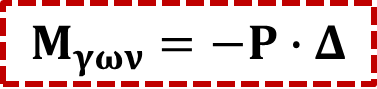 M_γων = −P · Δ